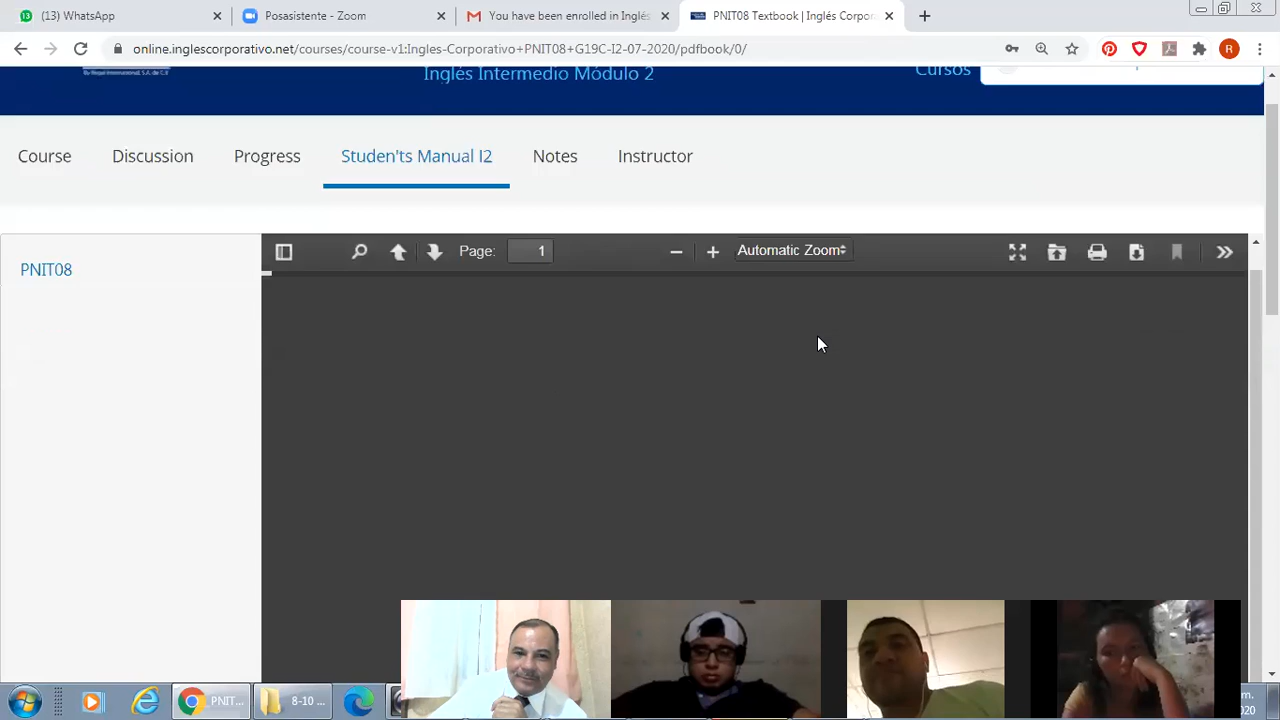 (13) WhatsApp
Posasistente - Zoom
You have been enrolled in Inglés
PNIT08 Textbook | Inglés Corpor
online.inglescorporativo.net/courses/course-v1:Ingles-Corporativo+PNIT08+G19C-I2-07-2020/pdfbook/0/
R
Inglés Intermedio Módulo 2
Cursos
Course
Discussion
Progress
Studen'ts Manual I2
Notes
Instructor
PNIT08
Page: 1
Automatic Zoom
PNIT...
8-10 ...